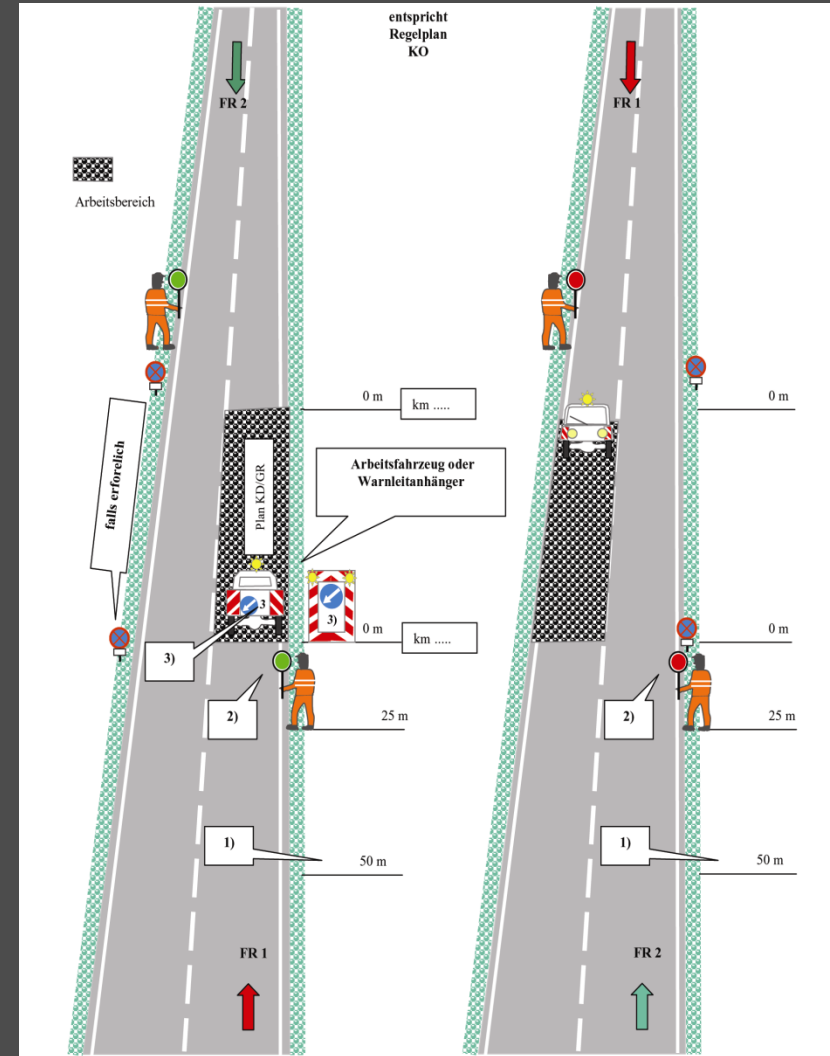 entspricht
Regelplan
KO
FR 2
Arbeitsbereich
falls erforelich
0 m
km .....
Plan KD/GR
Arbeitsfahrzeug oder
Warnleitanhänger
3
3)
3)
0 m
km .....
2)
25 m
1)
50 m
FR 1
FR 1
0 m
0 m
2)
25 m
1)
50 m
FR 2